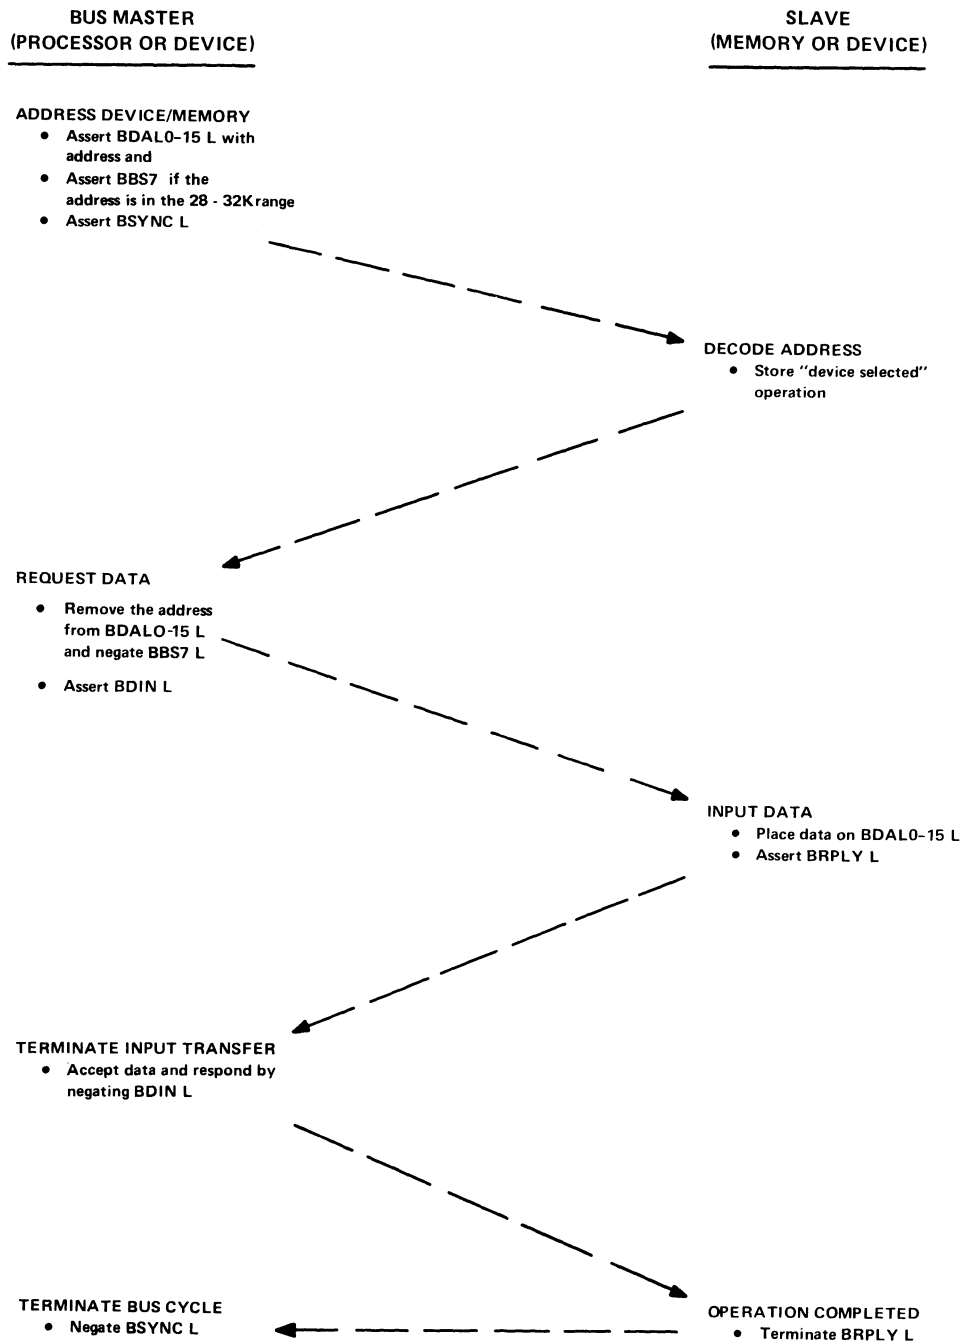 BUS MASTER
(PROCESSOR OR DEVICE)
SLAVE
(MEMORY OR DEVICE)
ADDRESS DEVICE/MEMORY
• Assert BDAL0-15 L with
address and
• Assert BBS7 if the
address is in the 28 - 32K range
• Assert BSYNC L
DECODE ADDRESS
• Store "device selected"
operation
REQUEST DATA
• Remove the address
from BDALO-15 L
and negate BBS7 L
• Assert BDIN L
INPUT DATA
• Place data on BDAL0-15 L
• Assert BRPLY L
TERMINATE INPUT TRANSFER
• Accept data and respond by
negating BDIN L
OPERATION COMPLETED
• Terminate BRPLY L
TERMINATE BUS CYCLE
• Negate BSYNC L